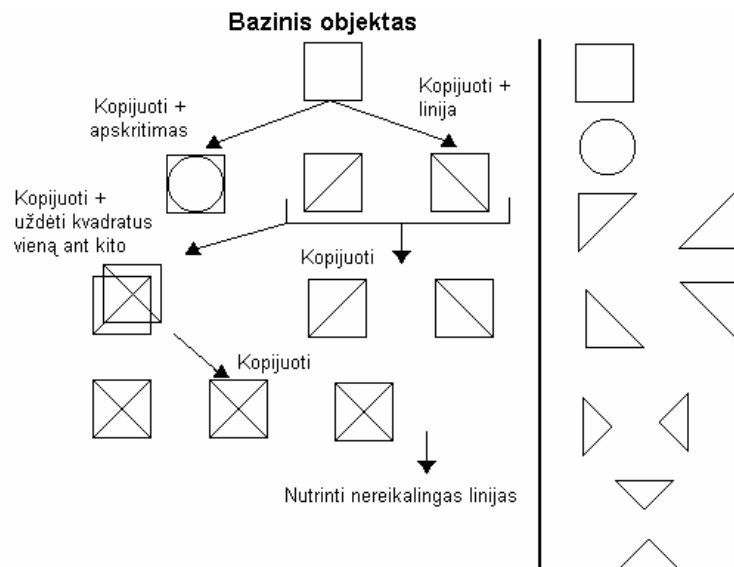 Bazinis objektas
Kopijuoti +
apskritimas
Kopijuoti +
linija
Kopijuoti +
uždėti kvadratus
vieną ant kito
Kopijuoti
Kopijuoti
Nutrinti nereikalingas linijas